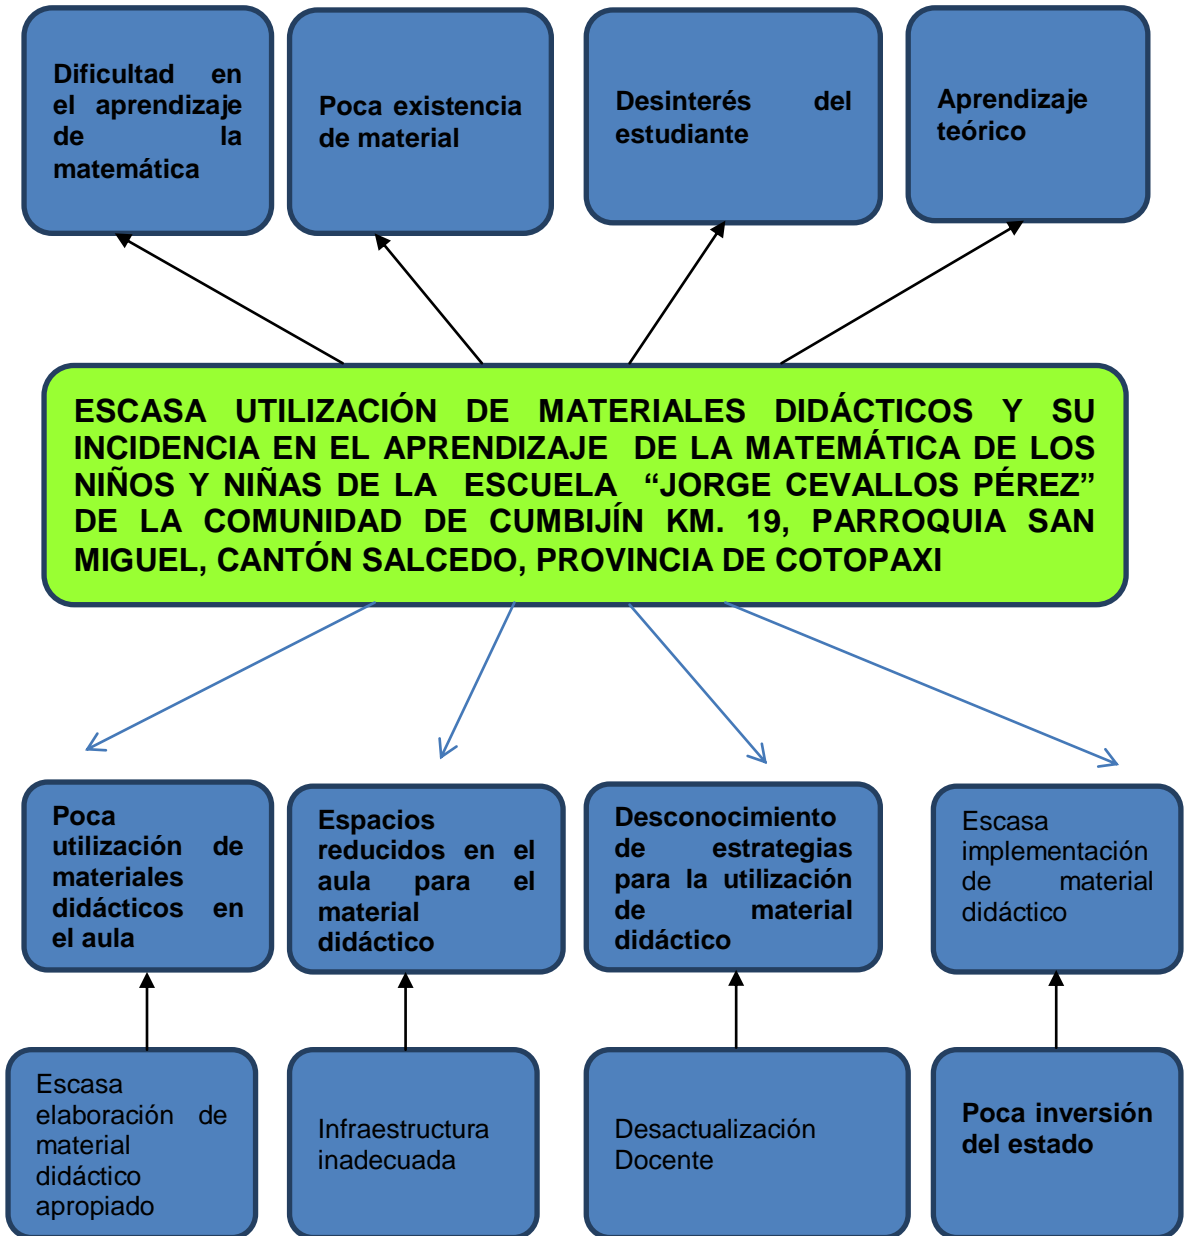 Dificultad en
el aprendizaje
de la
matemática
Poca existencia
de material
Desinterés del
estudiante
Aprendizaje
teórico
ESCASA UTILIZACIÓN DE MATERIALES DIDÁCTICOS Y SU
INCIDENCIA EN EL APRENDIZAJE DE LA MATEMÁTICA DE LOS
NIÑOS Y NIÑAS DE LA ESCUELA “JORGE CEVALLOS PÉREZ”
DE LA COMUNIDAD DE CUMBIJÍN KM. 19, PARROQUIA SAN
MIGUEL, CANTÓN SALCEDO, PROVINCIA DE COTOPAXI
Poca
utilización de
materiales
didácticos en
el aula
Espacios
reducidos en el
aula para el
material
didáctico
Desconocimiento
de estrategias
para la utilización
de material
didáctico
Escasa
implementación
de material
didáctico
Escasa
elaboración de
material
didáctico
apropiado
Infraestructura
inadecuada
Desactualización
Docente
Poca inversión
del estado